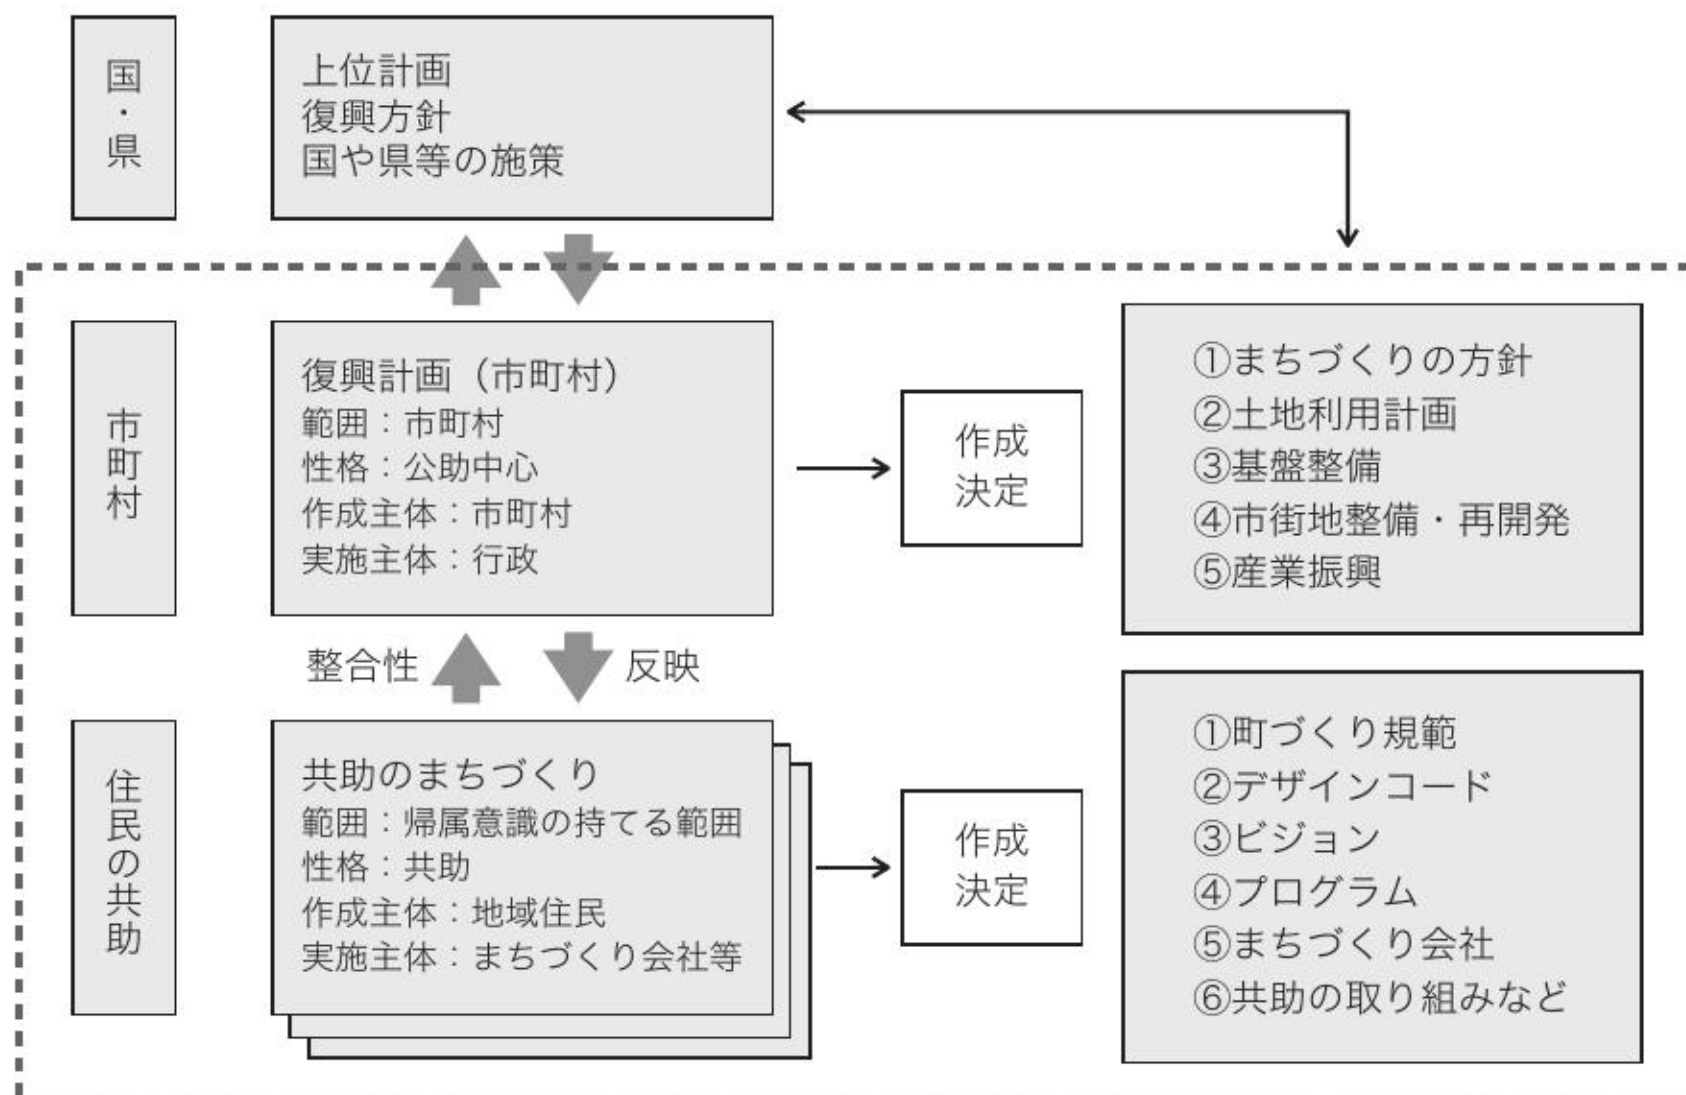 国・県
上位計画
復興方針
国や県等の施策
市町村
復興計画（市町村）
範囲：市町村
性格：公助中心
作成主体：市町村
実施主体：行政
作成
決定
①まちづくりの方針
②土地利用計画
③基盤整備
④市街地整備・再開発
⑤産業振興
整合性
反映
住民の共助
共助のまちづくり
範囲：帰属意識の持てる範囲
性格：共助
作成主体：地域住民
実施主体：まちづくり会社等
作成
決定
①町づくり規範
②デザインコード
③ビジョン
④プログラム
⑤まちづくり会社
⑥共助の取り組みなど